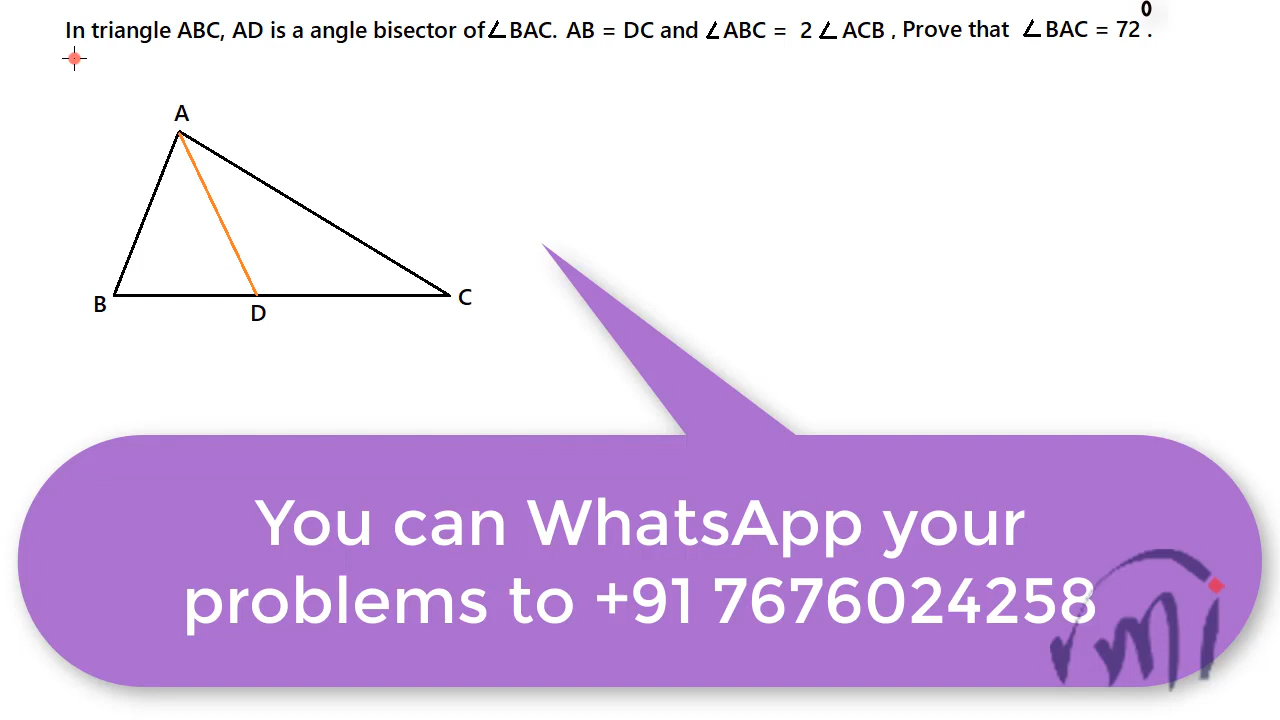 In triangle ABC, AD is a angle bisector of ∠BAC. AB = DC and ∠ABC = 2 ∠ACB , Prove that ∠BAC = 72⁰.
A
B
D
C
You can WhatsApp your
problems to +91 7676024258
rmi